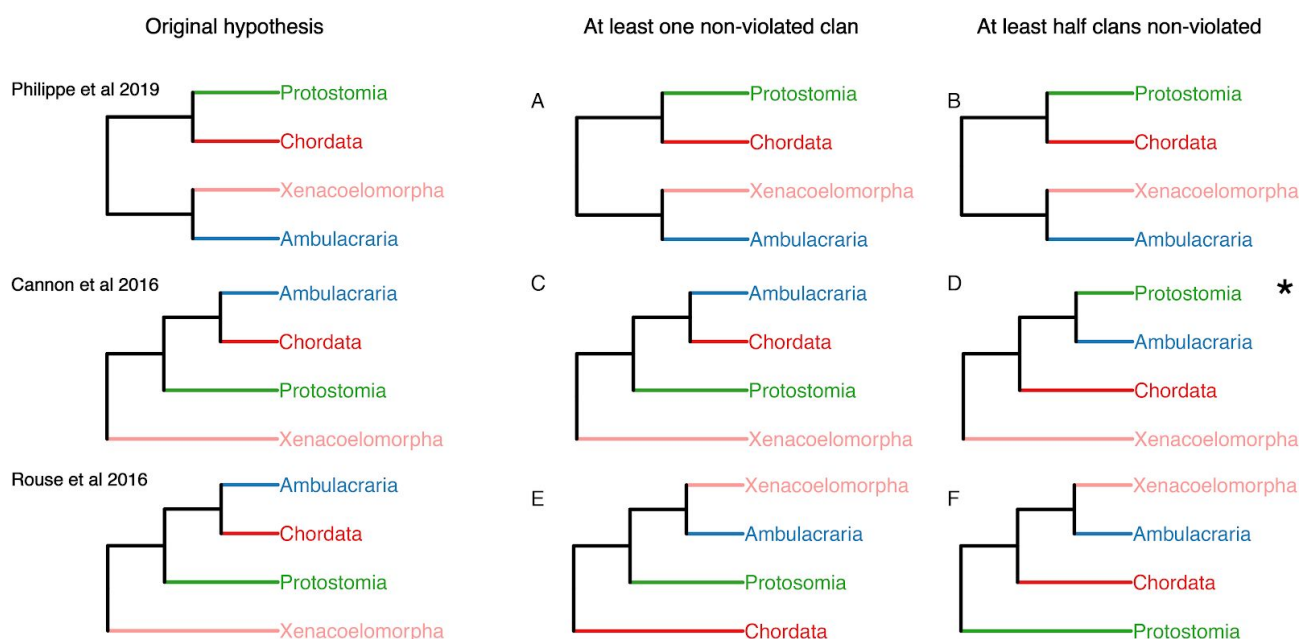 Original hypothesis
At least one non-violated clan
At least half clans non-violated
Philippe et al 2019
Protostomia
Chordata
Xenacoelomorpha
Ambulacraria
A
Protostomia
Chordata
Xenacoelomorpha
Ambulacraria
B
Protostomia
Chordata
Xenacoelomorpha
Ambulacraria
Cannon et al 2016
Ambulacraria
Chordata
Protostomia
Xenacoelomorpha
C
Ambulacraria
Chordata
Protostomia
Xenacoelomorpha
D
Protostomia
*
Ambulacraria
Chordata
Xenacoelomorpha
Rouse et al 2016
Ambulacraria
Chordata
Protostomia
Xenacoelomorpha
E
Xenacoelomorpha
Ambulacraria
Protosomia
Chordata
F
Xenacoelomorpha
Ambulacraria
Chordata
Protostomia